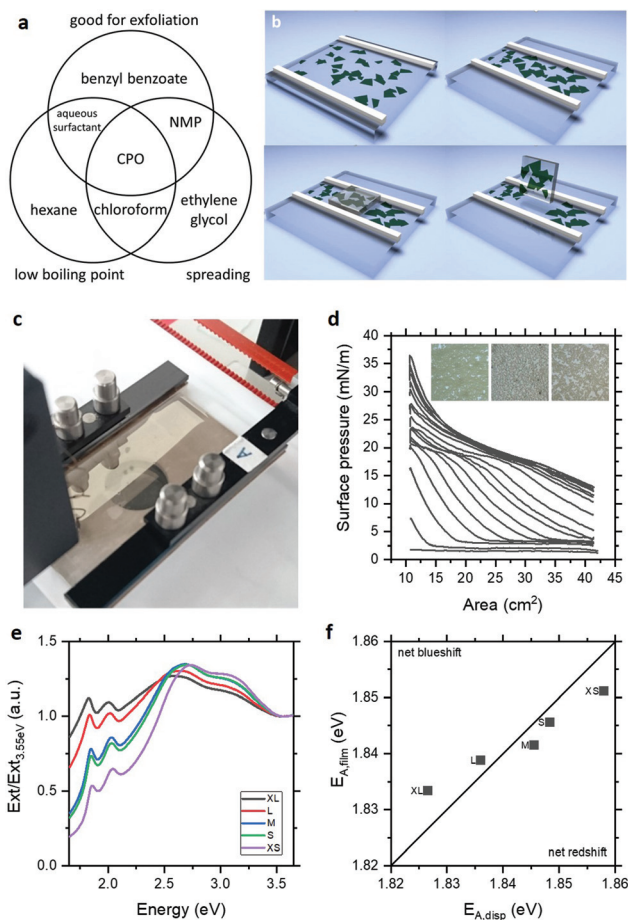 a
good for exfoliation
benzyl benzoate
aqueous
surfactant
NMP
CPO
hexane
chloroform
ethylene
glycol
low boiling point
spreading
b
c
A
d
40
35
30
25
20
15
10
5
0
Surface pressure (mN/m)
10 15 20 25 30 35 40 45
Area (cm²)
e
1.5
1.0
0.5
0.0
Ext/Ext3.55eV (a.u.)
XL
L
M
S
XS
2.0 2.5 3.0 3.5
Energy (eV)
f
1.86
1.85
1.84
1.83
1.82
EA,film (eV)
net blueshift
XS
S
M
L
XL
net redshift
1.82 1.83 1.84 1.85 1.86
EA,disp (eV)